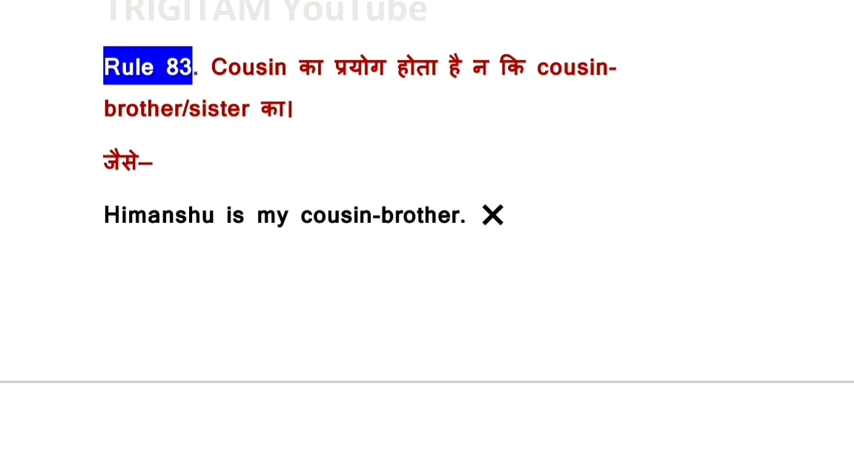 TRIGITAM YouTube
Rule 83. Cousin का प्रयोग होता है न कि cousin-
brother/sister का।
जैसे–
Himanshu is my cousin-brother. ✕